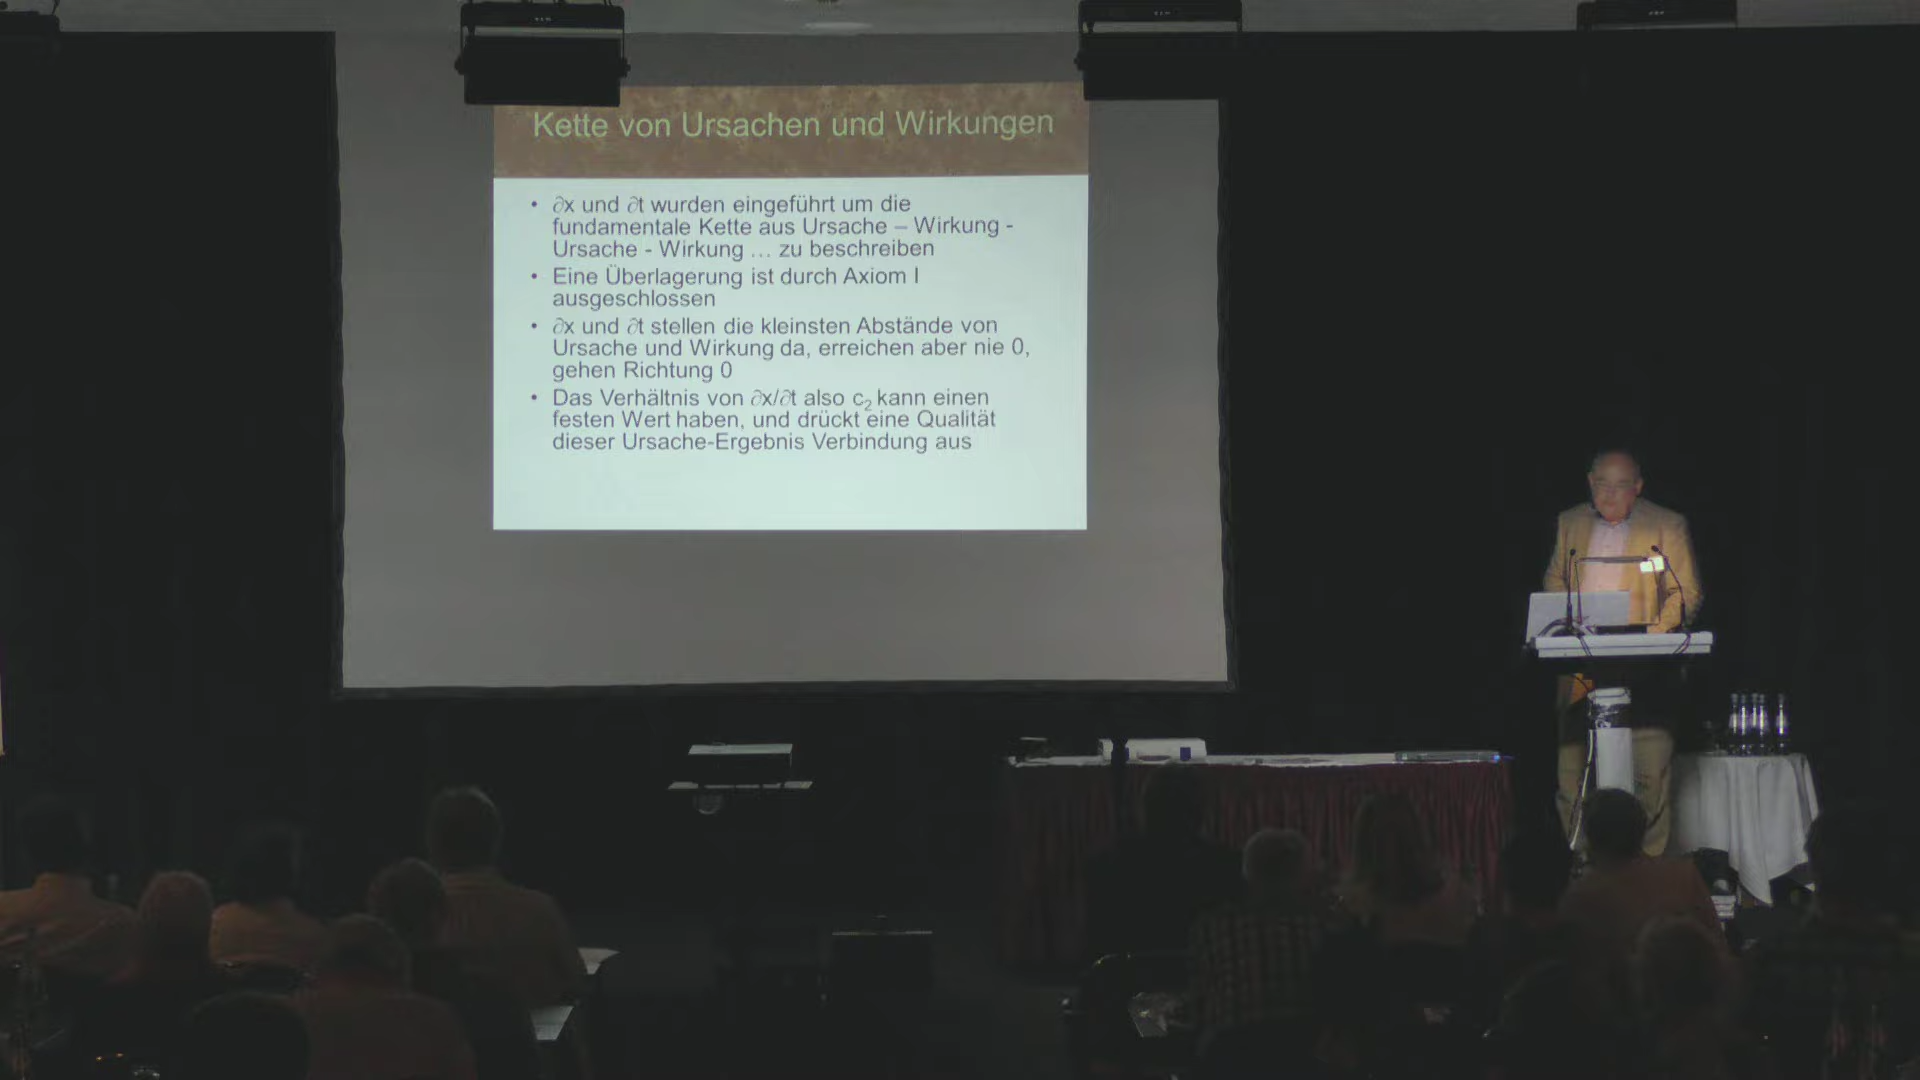 Kette von Ursachen und Wirkungen
• ∂x und ∂t wurden eingeführt um die
fundamentale Kette aus Ursache – Wirkung -
Ursache - Wirkung … zu beschreiben
• Eine Überlagerung ist durch Axiom I
ausgeschlossen
• ∂x und ∂t stellen die kleinsten Abstände von
Ursache und Wirkung da, erreichen aber nie 0,
gehen Richtung 0
• Das Verhältnis von ∂x/∂t also c₂ kann einen
festen Wert haben, und drückt eine Qualität
dieser Ursache-Ergebnis Verbindung aus